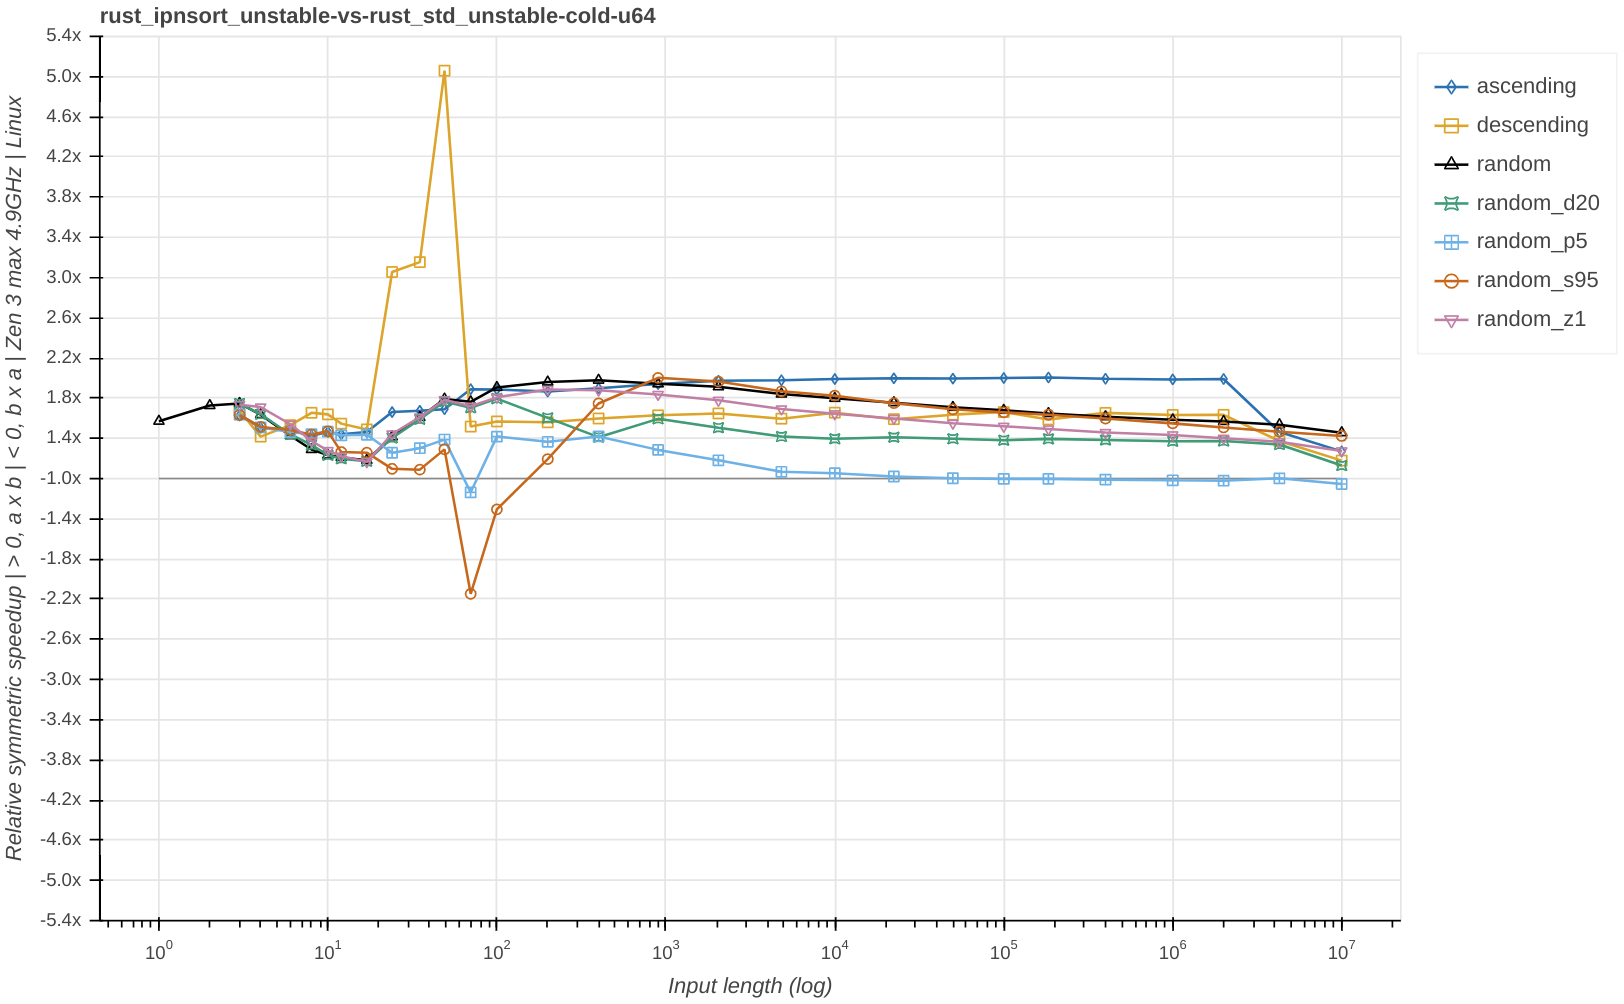 rust_ipnsort_unstable-vs-rust_std_unstable-cold-u64
Relative symmetric speedup | > 0, a x b | < 0, b x a | Zen 3 max 4.9GHz | Linux
5.4x
5.0x
4.6x
4.2x
3.8x
3.4x
3.0x
2.6x
2.2x
1.8x
1.4x
-1.0x
-1.4x
-1.8x
-2.2x
-2.6x
-3.0x
-3.4x
-3.8x
-4.2x
-4.6x
-5.0x
-5.4x
10⁰ 10¹ 10² 10³ 10⁴ 10⁵ 10⁶ 10⁷
Input length (log)
ascending
descending
random
random_d20
random_p5
random_s95
random_z1